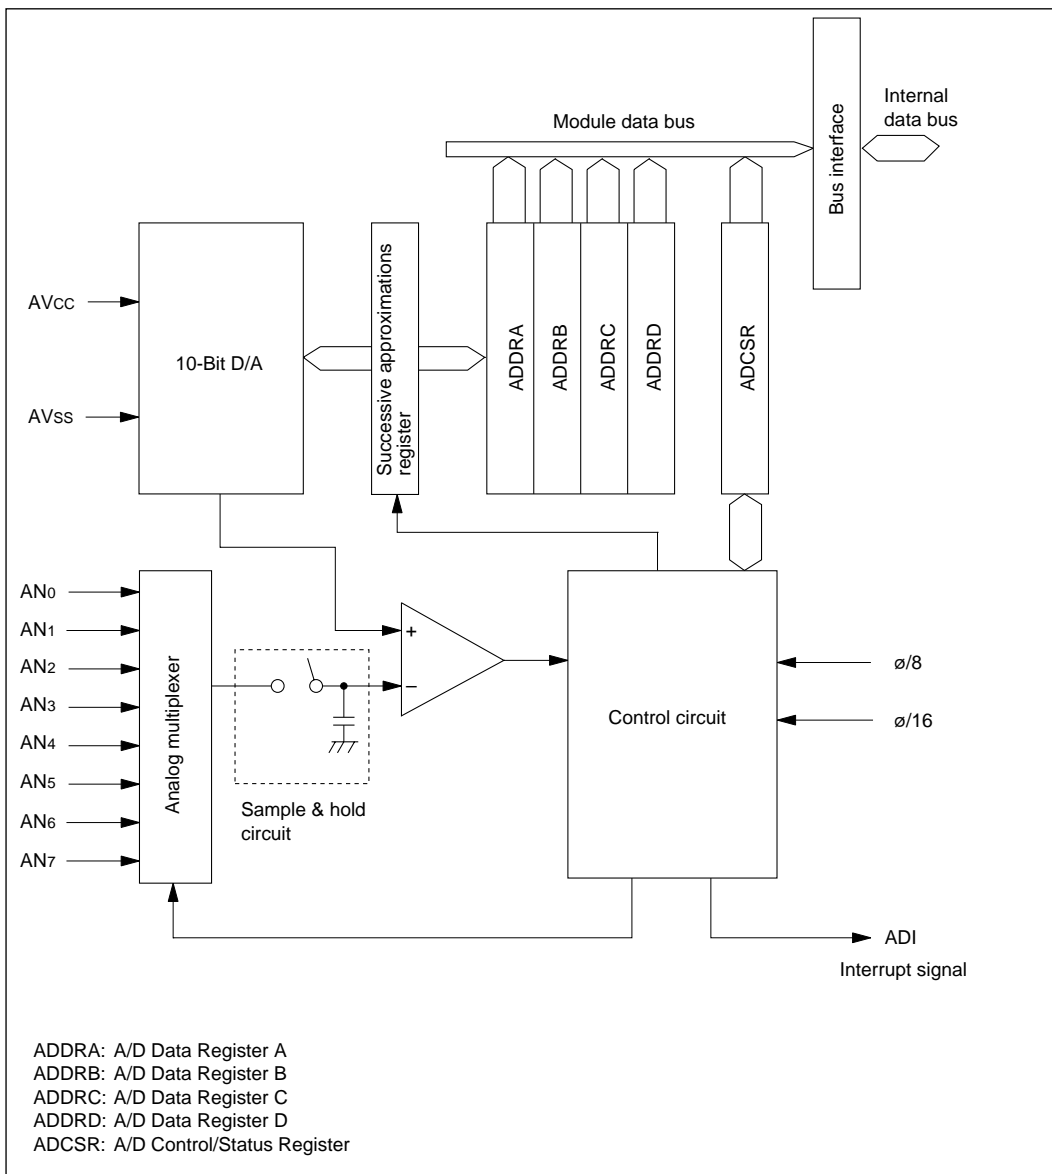 Module data bus
Internal
data bus
Bus interface
AVCC
AVSS
10-Bit D/A
Successive approximations
register
ADDRA
ADDRB
ADDRC
ADDRD
ADCSR
AN0
AN1
AN2
AN3
AN4
AN5
AN6
AN7
Analog multiplexer
+
−
Sample & hold
circuit
Control circuit
ø/8
ø/16
ADI
Interrupt signal
ADDRA: A/D Data Register A
ADDRB: A/D Data Register B
ADDRC: A/D Data Register C
ADDRD: A/D Data Register D
ADCSR: A/D Control/Status Register